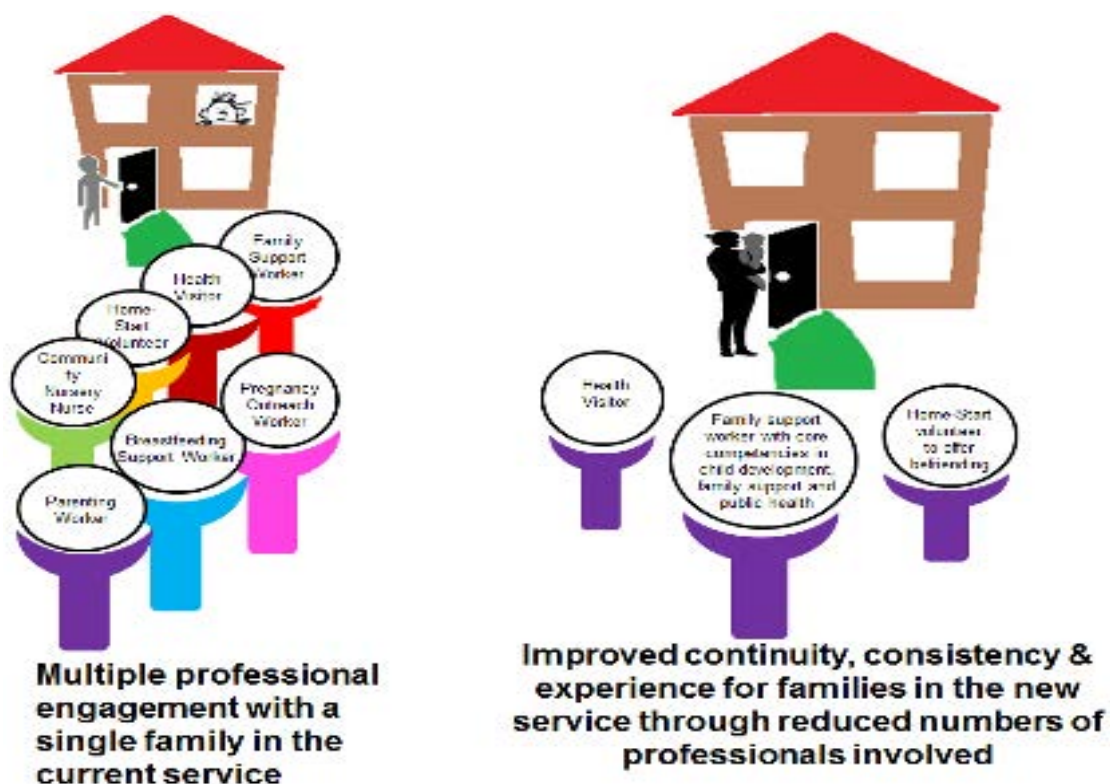 Family
Support
Worker
Health
Visitor
Home-
Start
Volunteer
Communi
ty
Nursery
Nurse
Pregnancy
Outreach
Worker
Breastfeeding
Support Worker
Parenting
Worker
Multiple professional
engagement with a
single family in the
current service
Health
Visitor
Family support
worker with core
competencies in
child development,
family support and
public health
Home-Start
volunteer
to offer
befriending
Improved continuity, consistency &
experience for families in the new
service through reduced numbers of
professionals involved